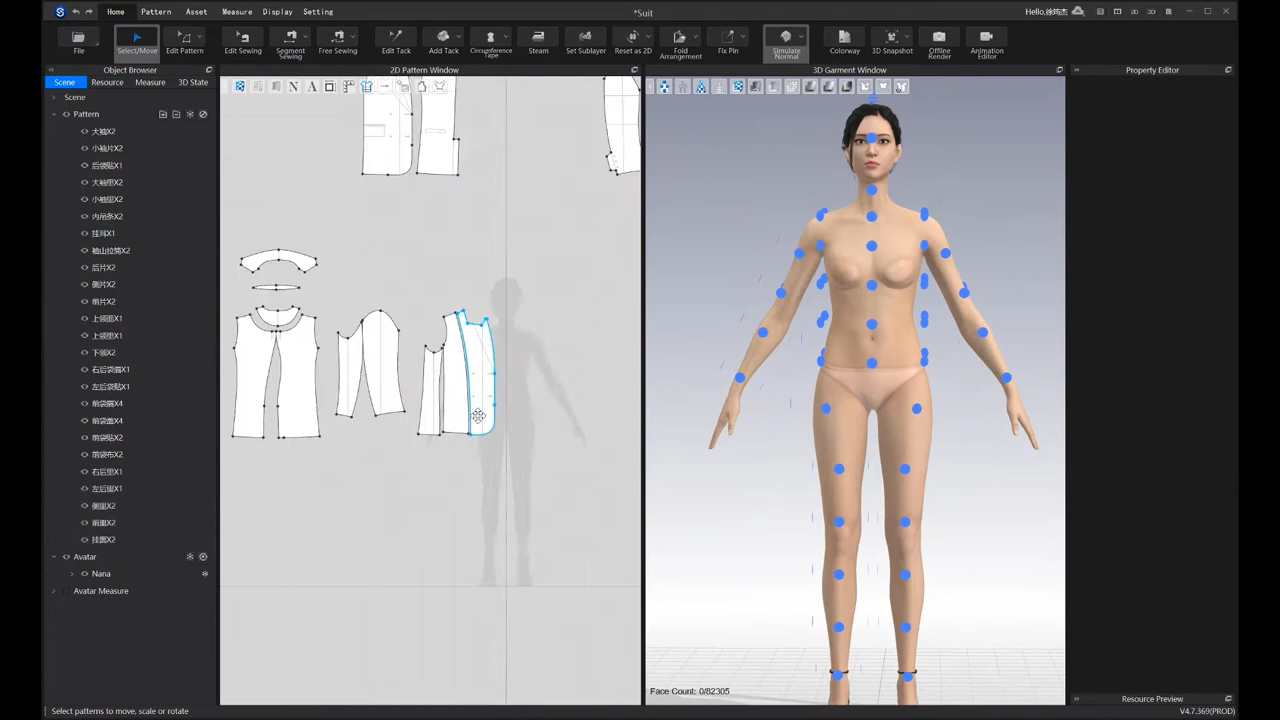 Home Pattern Asset Measure Display Setting
*Suit
Hello,徐筠杰
File
Select/Move
Edit Pattern
Edit Sewing
Segment Sewing
Free Sewing
Edit Tack
Add Tack
Circumference Tape
Steam
Set Sublayer
Reset as 2D
Fold Arrangement
Fix Pin
Simulate Normal
Colorway
3D Snapshot
Offline Render
Animation Editor
Object Browser
2D Pattern Window
3D Garment Window
Property Editor
Scene Resource Measure 3D State
Scene
Pattern
大袖X2
小袖片X2
后领贴X1
大袖里X2
小袖里X2
内吊条X2
挂耳X1
袖山拉筒X2
后片X2
侧片X2
前片X2
上领面X1
上领里X1
下领X2
右后袋唇X1
左后袋贴X1
前袋唇X4
前袋盖X4
前袋贴X2
前袋布X2
右后里X1
左后里X1
侧里X2
前里X2
挂面X2
Avatar
Nana
Avatar Measure
Face Count: 0/82305
Resource Preview
Select patterns to move, scale or rotate
V4.7.369(PROD)